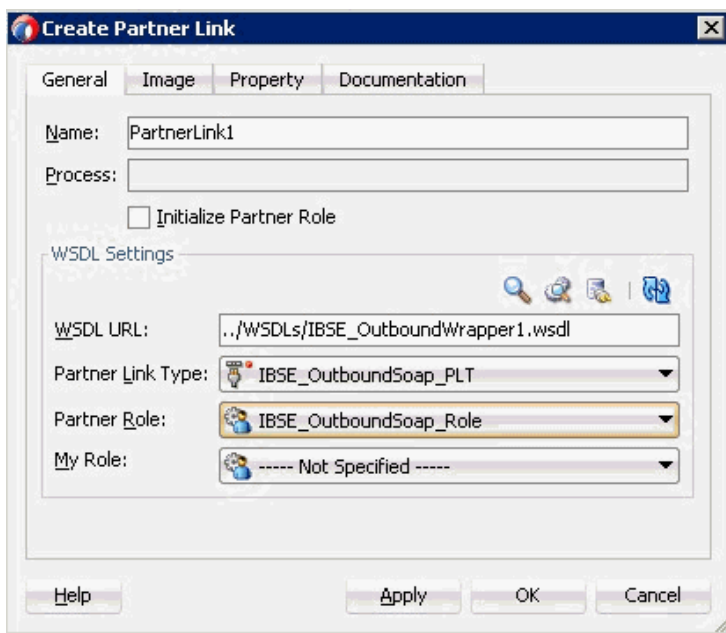 Create Partner Link
General Image Property Documentation
Name: PartnerLink1
Process:
Initialize Partner Role
WSDL Settings
WSDL URL: ../WSDLs/IBSE_OutboundWrapper1.wsdl
Partner Link Type: IBSE_OutboundSoap_PLT
Partner Role: IBSE_OutboundSoap_Role
My Role: ----- Not Specified -----
Help Apply OK Cancel